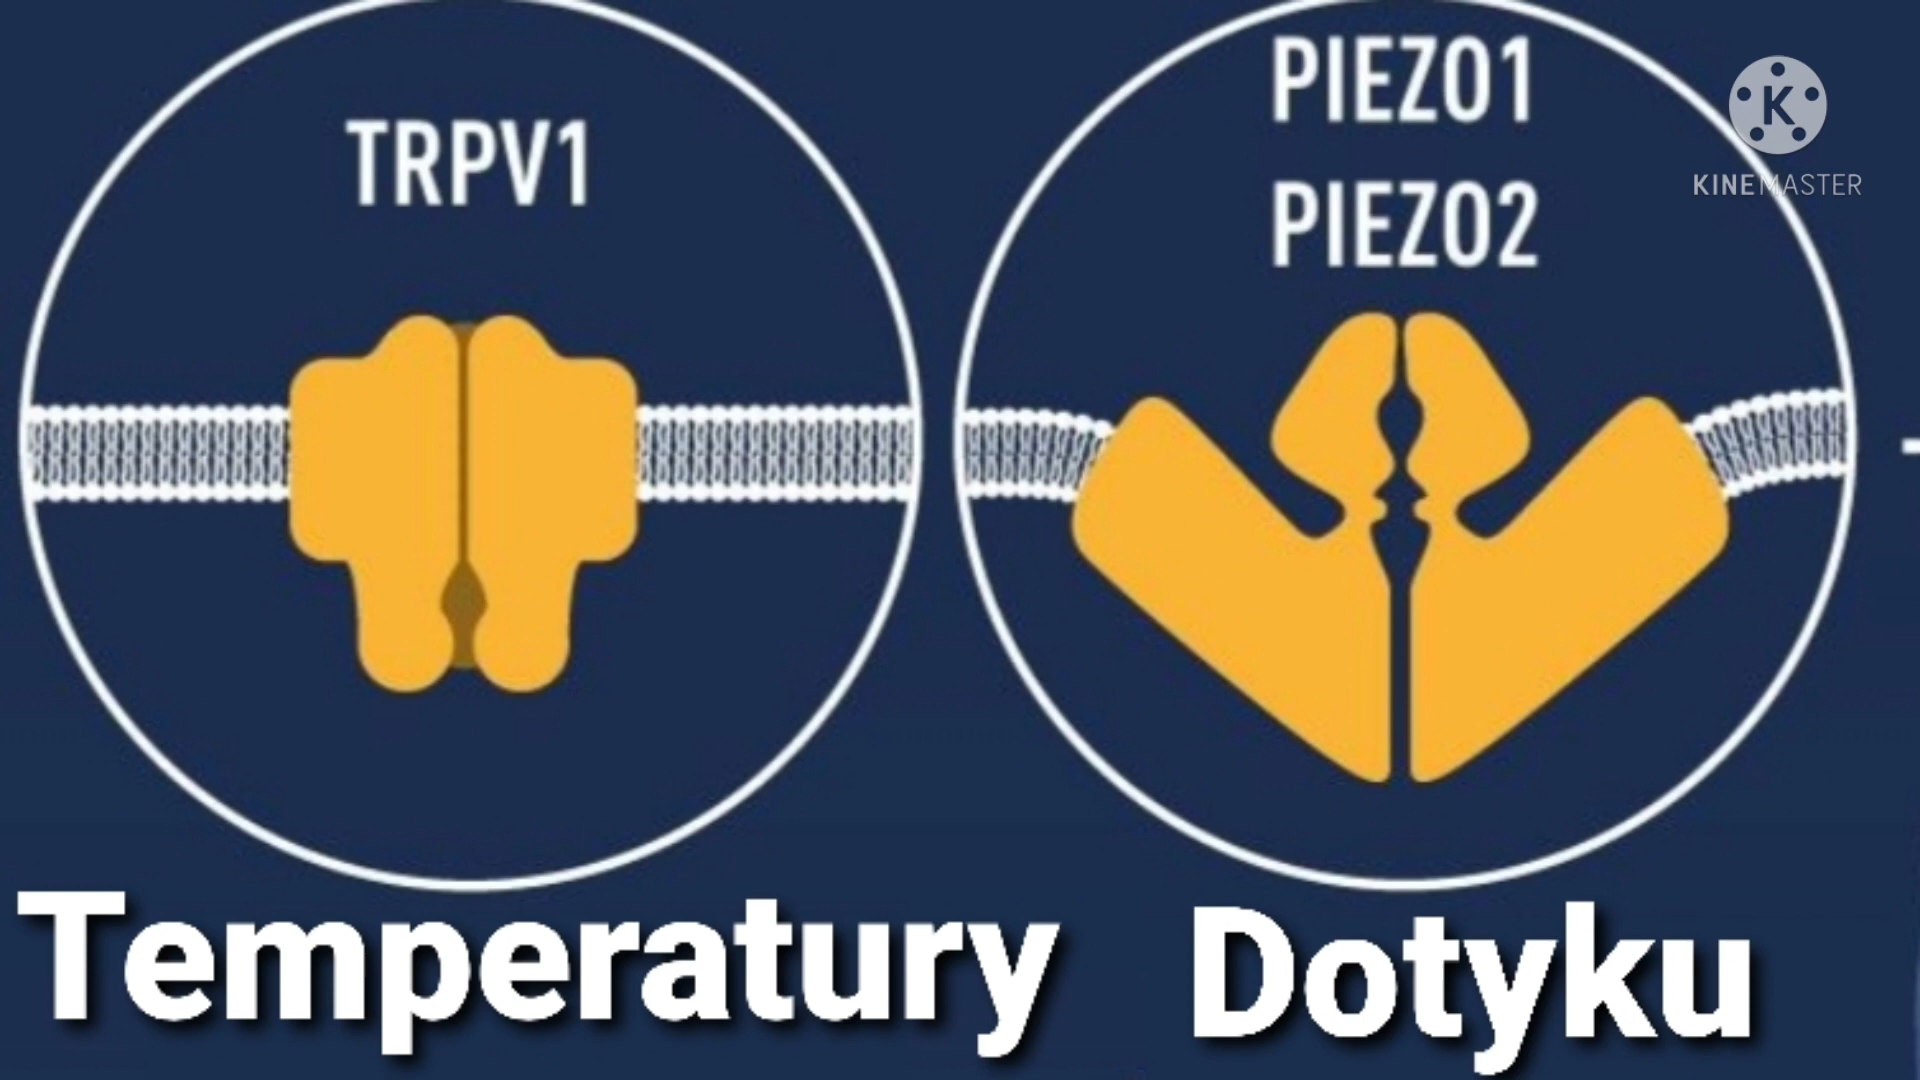 TRPV1
PIEZO1
PIEZO2
KINEMASTER
Temperatury
Dotyku